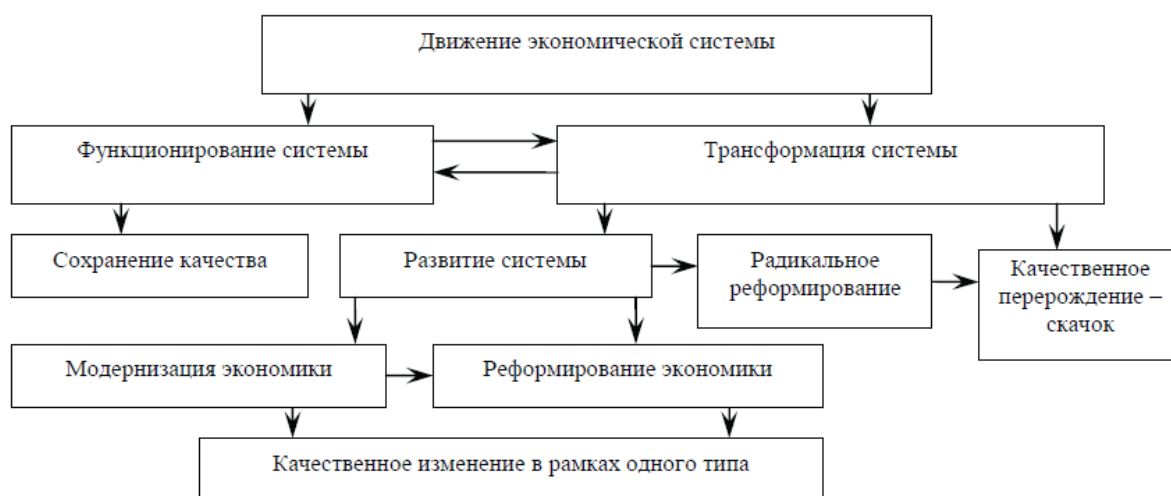 Движение экономической системы
Функционирование системы
Трансформация системы
Сохранение качества
Развитие системы
Радикальное
реформирование
Качественное
перерождение –
скачок
Модернизация экономики
Реформирование экономики
Качественное изменение в рамках одного типа